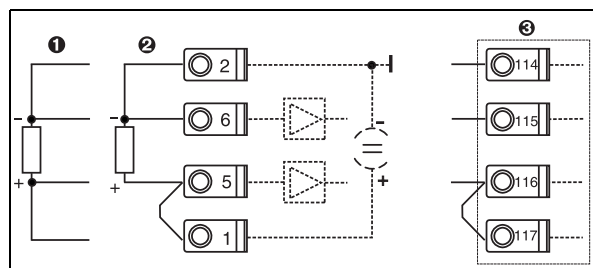 ❶ ❷ ❸
2 114
- - 6 115
-
+ + 5 116
+
1 117